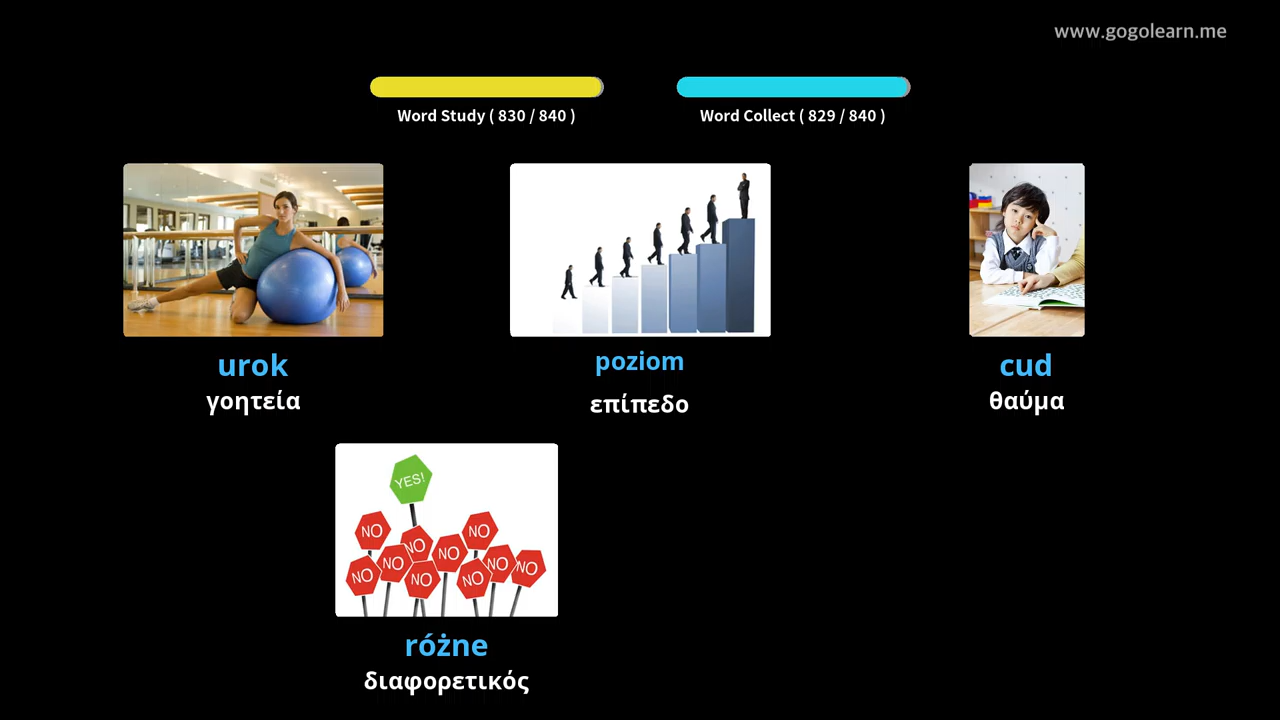 www.gogolearn.me
Word Study ( 830 / 840 )
Word Collect ( 829 / 840 )
urok
γοητεία
poziom
επίπεδο
cud
θαύμα
YES!
NO
NO
NO
NO
NO
NO
NO
NO
NO
NO
różne
διαφορετικός